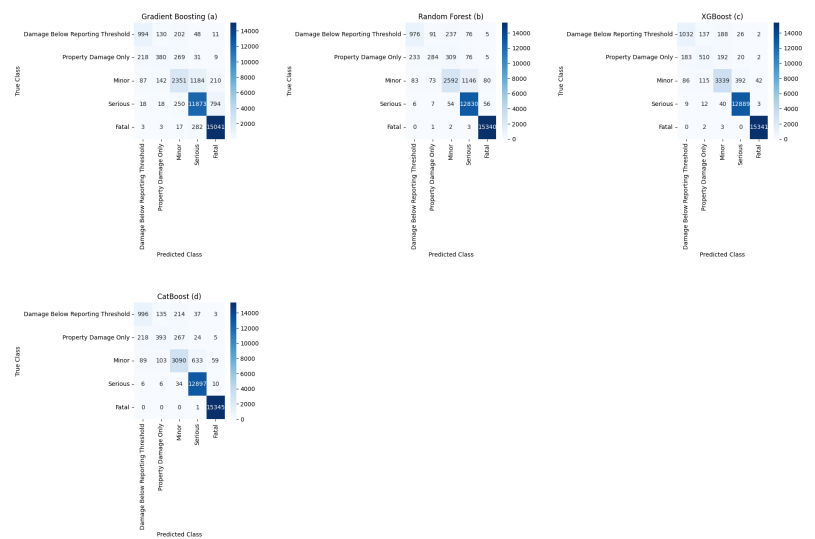 Gradient Boosting (a)
Damage Below Reporting Threshold 994 130 202 48 11
Property Damage Only 218 380 269 31 9
Minor 87 142 2351 1184 210
Serious 18 18 250 11873 794
Fatal 3 3 17 282 15041
True Class
Damage Below Reporting Threshold
Property Damage Only
Minor
Serious
Fatal
Predicted Class
14000
12000
10000
8000
6000
4000
2000
Random Forest (b)
Damage Below Reporting Threshold 976 91 237 76 5
Property Damage Only 233 284 309 76 5
Minor 83 73 2592 1146 80
Serious 6 7 54 12830 56
Fatal 0 1 2 3 15340
True Class
Damage Below Reporting Threshold
Property Damage Only
Minor
Serious
Fatal
Predicted Class
14000
12000
10000
8000
6000
4000
2000
0
XGBoost (c)
Damage Below Reporting Threshold 1032 137 188 26 2
Property Damage Only 183 510 192 20 2
Minor 86 115 3339 392 42
Serious 9 12 40 12889 3
Fatal 0 2 3 0 15341
True Class
Damage Below Reporting Threshold
Property Damage Only
Minor
Serious
Fatal
Predicted Class
14000
12000
10000
8000
6000
4000
2000
0
CatBoost (d)
Damage Below Reporting Threshold 996 135 214 37 3
Property Damage Only 218 393 267 24 5
Minor 89 103 3090 633 59
Serious 6 6 34 12897 10
Fatal 0 0 0 1 15345
True Class
Damage Below Reporting Threshold
Property Damage Only
Minor
Serious
Fatal
Predicted Class
14000
12000
10000
8000
6000
4000
2000
0